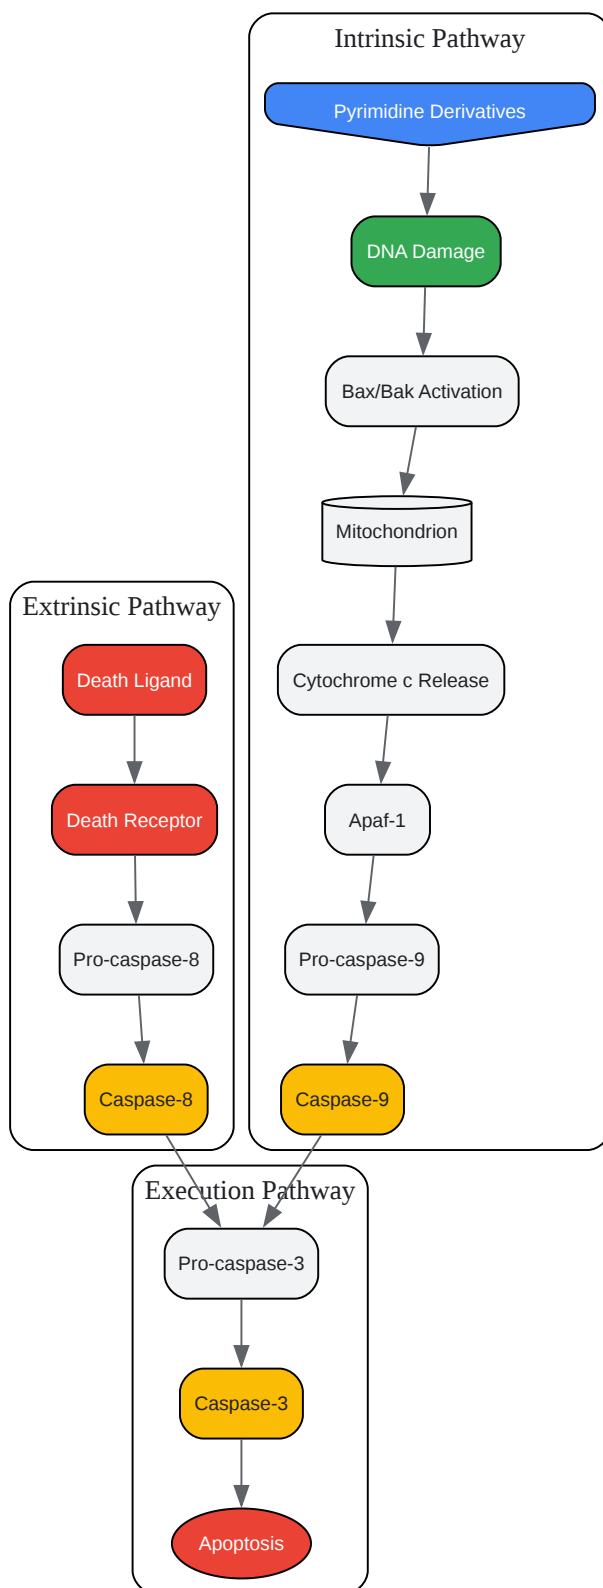 Intrinsic Pathway
Pyrimidine Derivatives
DNA Damage
Bax/Bak Activation
Mitochondrion
Cytochrome c Release
Apaf-1
Pro-caspase-9
Caspase-9
Extrinsic Pathway
Death Ligand
Death Receptor
Pro-caspase-8
Caspase-8
Execution Pathway
Pro-caspase-3
Caspase-3
Apoptosis